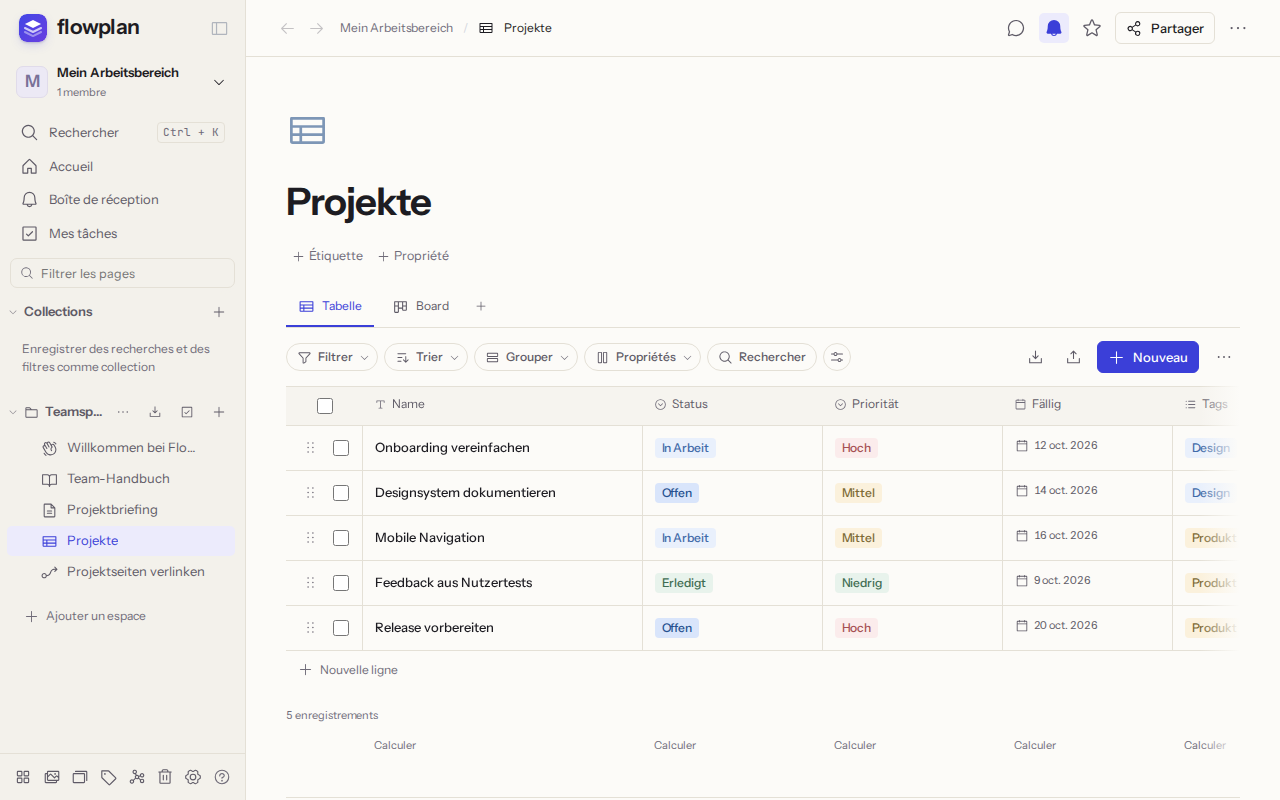 flowplan
M
Mein Arbeitsbereich
1 membre
Rechercher
Ctrl + K
Accueil
Boîte de réception
Mes tâches
Filtrer les pages
Collections
Enregistrer des recherches et des
filtres comme collection
Teamsp...
Willkommen bei Flo...
Team-Handbuch
Projektbriefing
Projekte
Projektseiten verlinken
Ajouter un espace
Mein Arbeitsbereich / Projekte
Partager
Projekte
Étiquette
Propriété
Tabelle
Board
Filtrer
Trier
Grouper
Propriétés
Rechercher
Nouveau
Name Status Priorität Fällig Tags
Onboarding vereinfachen In Arbeit Hoch 12 oct. 2026 Design
Designsystem dokumentieren Offen Mittel 14 oct. 2026 Design
Mobile Navigation In Arbeit Mittel 16 oct. 2026 Produkt
Feedback aus Nutzertests Erledigt Niedrig 9 oct. 2026 Produkt
Release vorbereiten Offen Hoch 20 oct. 2026 Produkt
Nouvelle ligne
5 enregistrements
Calculer Calculer Calculer Calculer Calculer